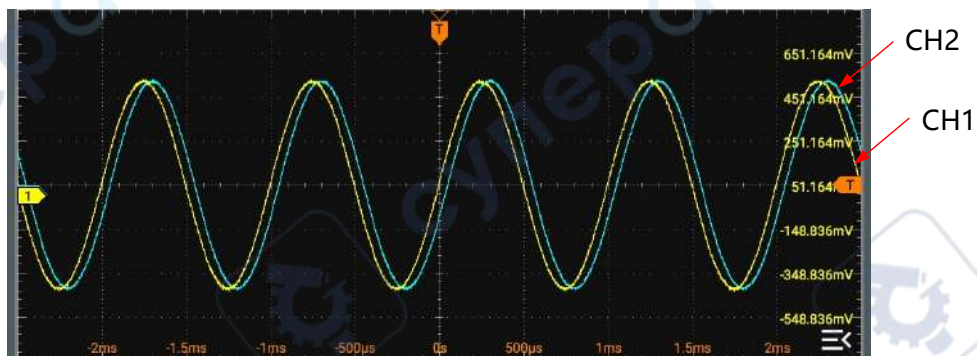 T
651.164mV
CH2
451.164mV
CH1
251.164mV
51.164
T
1
-148.836mV
-348.836mV
-548.836mV
-2ms -1.5ms -1ms -500µs 0s 500µs 1ms 1.5ms 2ms
супер